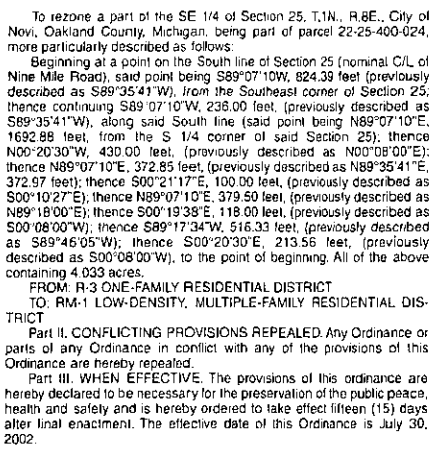 To rezone a part of the SE 1/4 of Section 25, T.1N., R.8E., City of
Novi, Oakland County, Michigan, being part of parcel 22-25-400-024,
more particularly described as follows:
Beginning at a point on the South line of Section 25 (nominal C/L of
Nine Mile Road), said point being S89°07'10W, 824.39 feet (previously
described as S89°35'41"W), from the Southeast corner of Section 25;
thence continuing S89°07'10"W, 236.00 feet, (previously described as
S89°35'41"W), along said South line (said point being N89°07'10"E,
1692.88 feet, from the S 1/4 corner of said Section 25); thence
N00°20'30"W, 430.00 feet, (previously described as N00°08'00"E);
thence N89°07'10"E, 372.85 feet, (previously described as N89°35'41"E,
372.97 feet); thence S00°21'17"E, 100.00 feet, (previously described as
S00°10'27"E); thence N89°07'10"E, 379.50 feet, (previously described as
N89°18'00"E); thence S00°19'38"E, 118.00 feet, (previously described as
S00°08'00"W); thence S89°17'34"W, 516.33 feet, (previously described
as S89°46'05"W); thence S00°20'30"E, 213.56 feet, (previously
described as S00°08'00"W), to the point of beginning. All of the above
containing 4.033 acres.
FROM: R-3 ONE-FAMILY RESIDENTIAL DISTRICT
TO: RM-1 LOW-DENSITY, MULTIPLE-FAMILY RESIDENTIAL DIS-
TRICT
Part II. CONFLICTING PROVISIONS REPEALED. Any Ordinance or
parts of any Ordinance in conflict with any of the provisions of this
Ordinance are hereby repealed.
Part III. WHEN EFFECTIVE. The provisions of this ordinance are
hereby declared to be necessary for the preservation of the public peace,
health and safety and is hereby ordered to take effect fifteen (15) days
after final enactment. The effective date of this Ordinance is July 30,
2002.